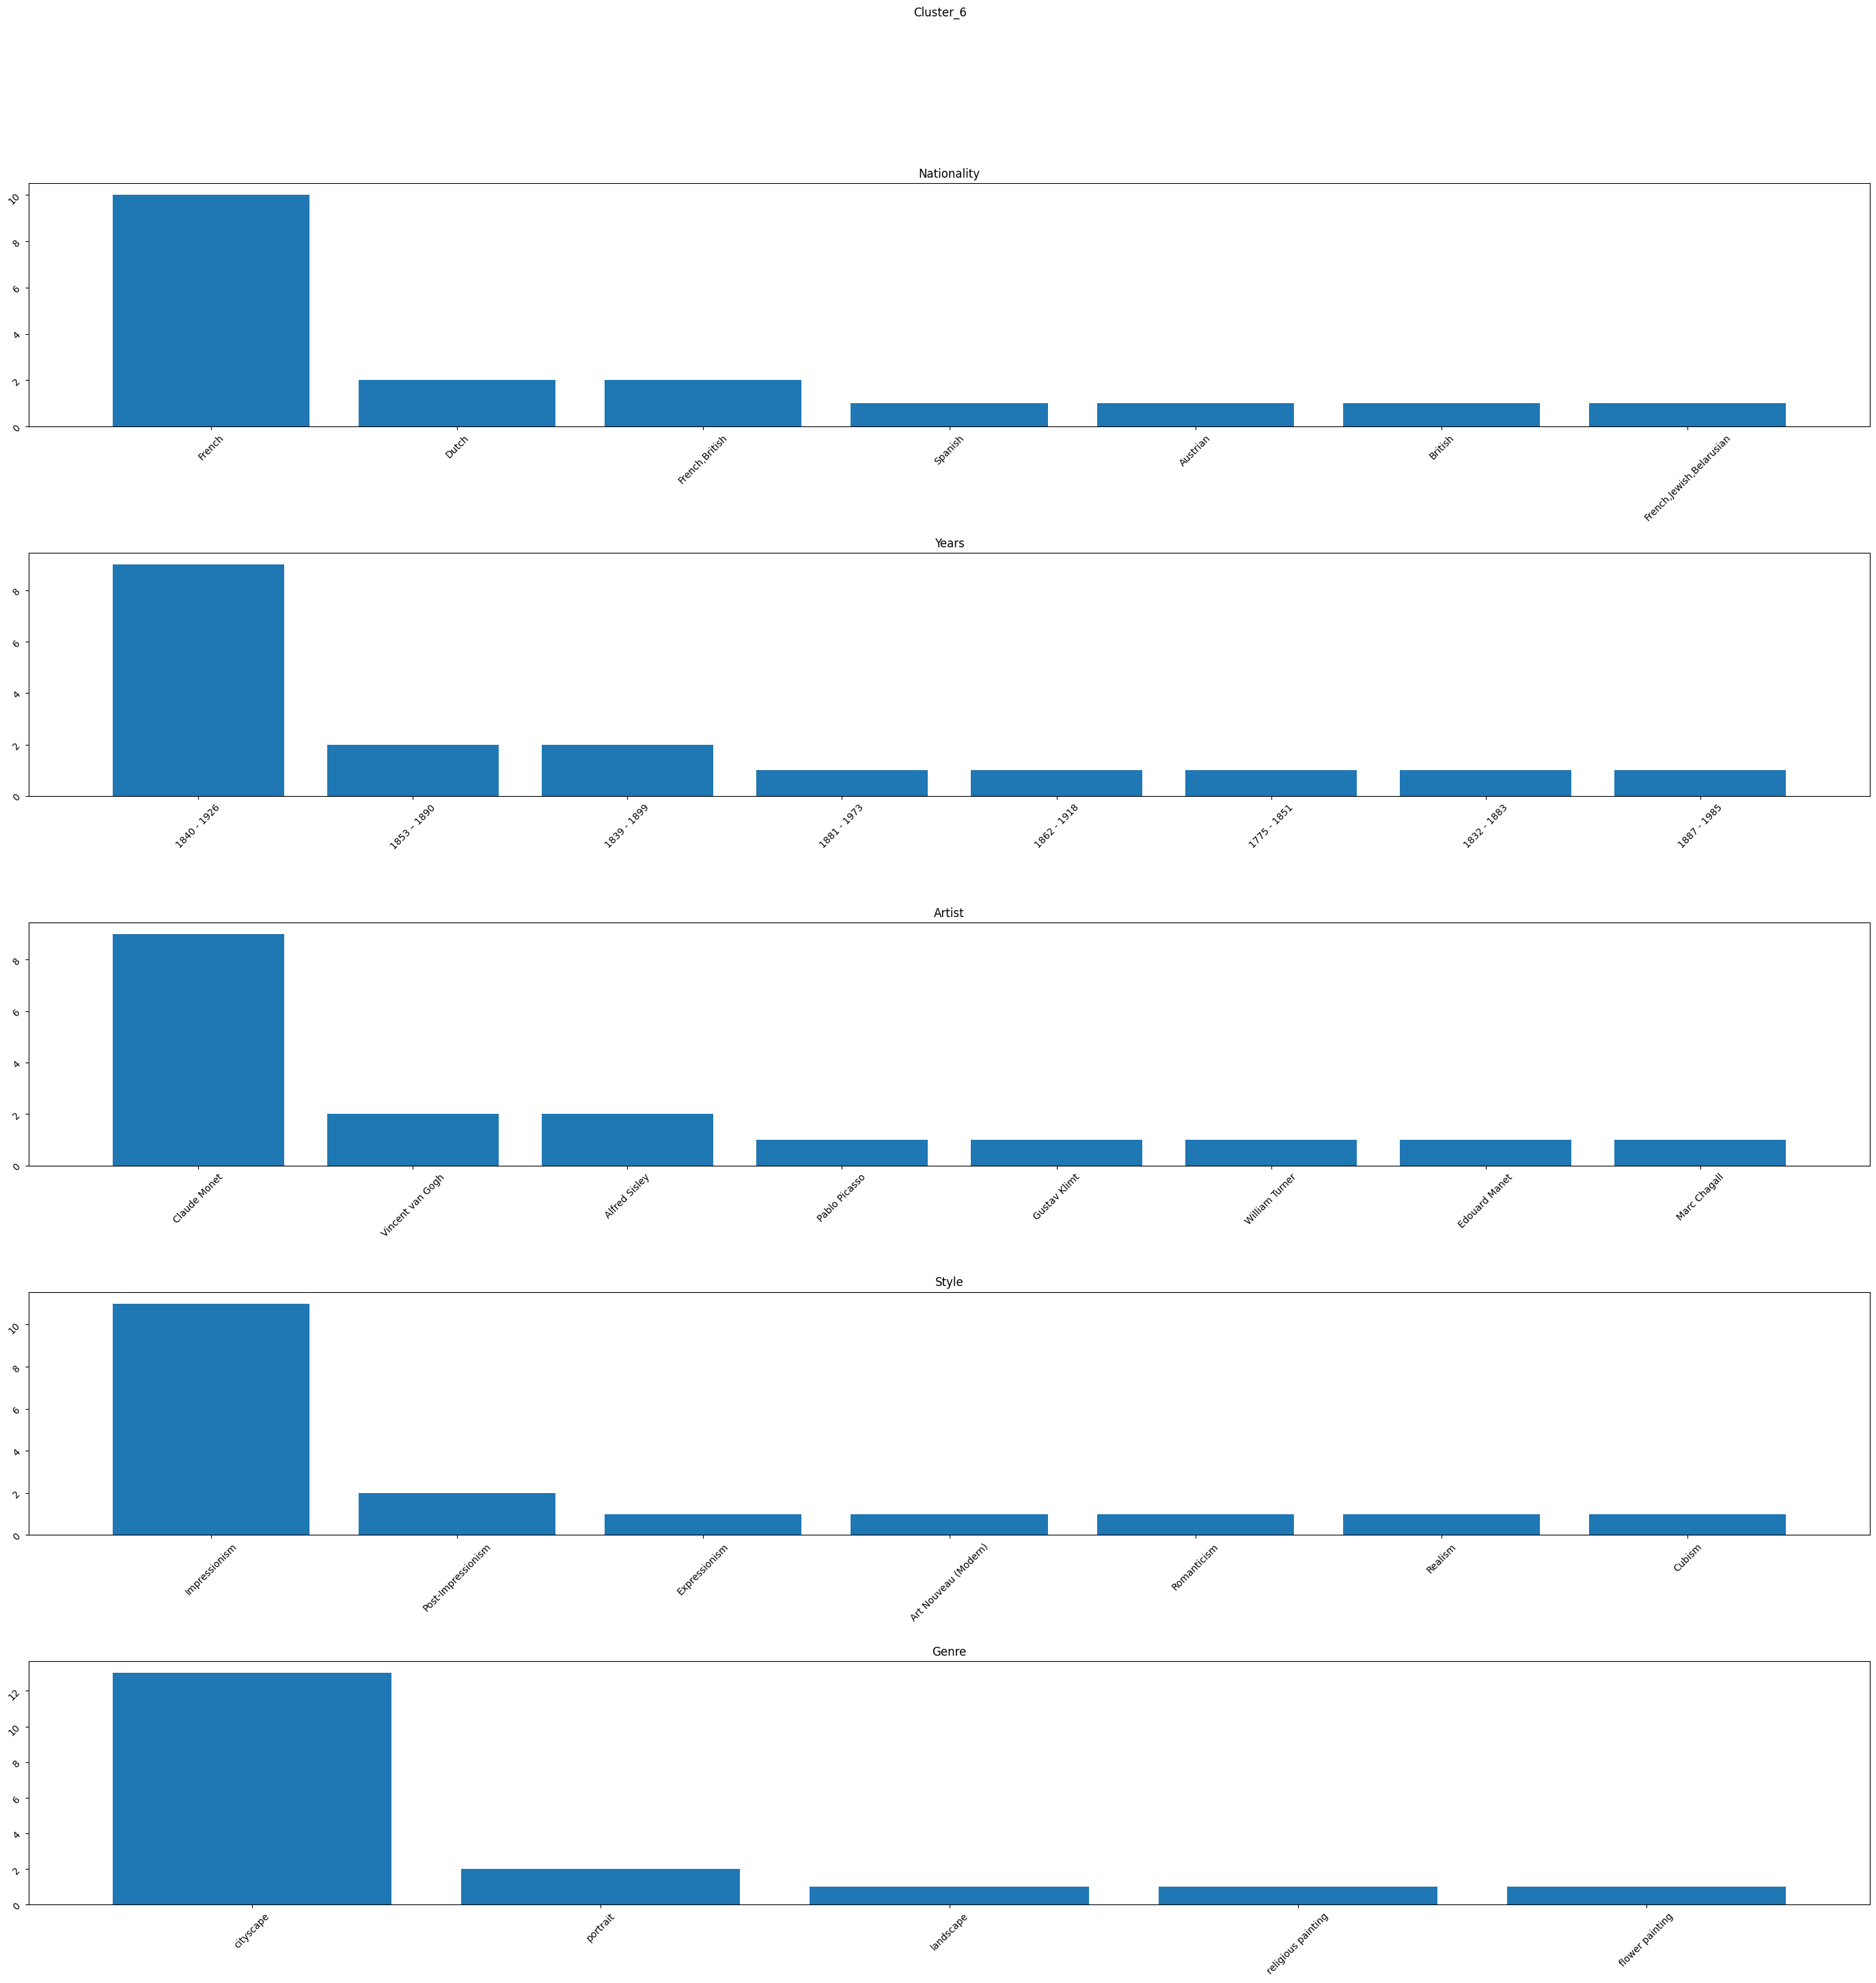 Cluster_6
Nationality
10
8
6
4
2
0
French
Dutch
French,British
Spanish
Austrian
British
French,Jewish,Belarusian
Years
8
6
4
2
0
1840 - 1926
1853 – 1890
1839 - 1899
1881 - 1973
1862 - 1918
1775 - 1851
1832 - 1883
1887 - 1985
Artist
8
6
4
2
0
Claude Monet
Vincent van Gogh
Alfred Sisley
Pablo Picasso
Gustav Klimt
William Turner
Edouard Manet
Marc Chagall
Style
10
8
6
4
2
0
Impressionism
Post-Impressionism
Expressionism
Art Nouveau (Modern)
Romanticism
Realism
Cubism
Genre
12
10
8
6
4
2
0
cityscape
portrait
landscape
religious painting
flower painting